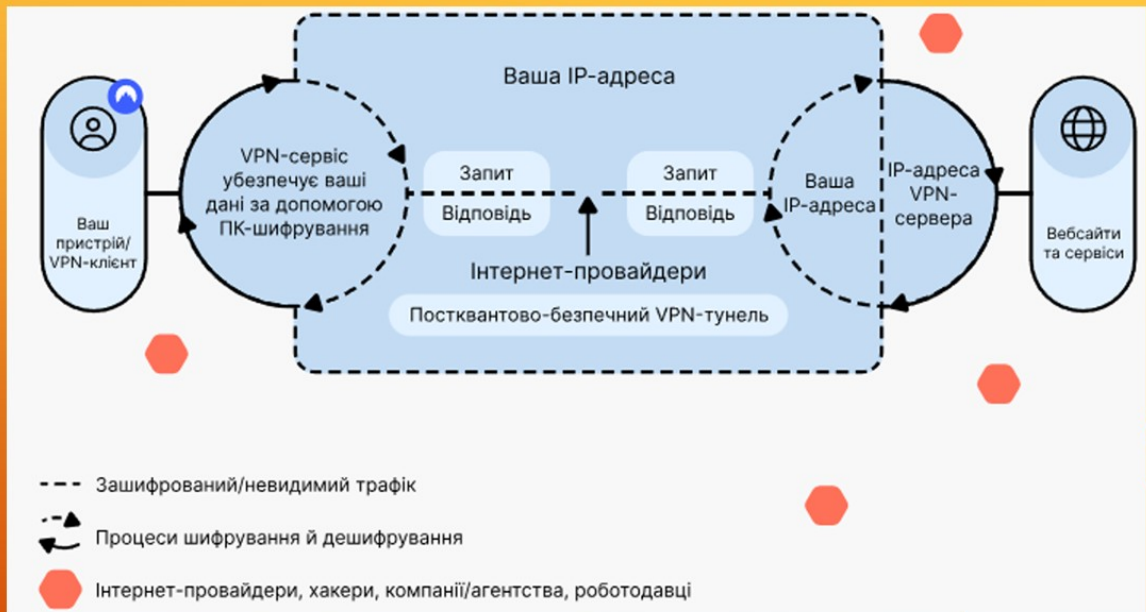 Ваша IP-адреса
VPN-сервіс
убезпечує ваші
дані за допомогою
ПК-шифрування
Ваш
пристрій/
VPN-клієнт
Запит
Відповідь
Запит
Відповідь
Інтернет-провайдери
Постквантово-безпечний VPN-тунель
Ваша
IP-адреса
IP-адреса
VPN-
сервера
Вебсайти
та сервіси
Зашифрований/невидимий трафік
Процеси шифрування й дешифрування
Інтернет-провайдери, хакери, компанії/агентства, роботодавці